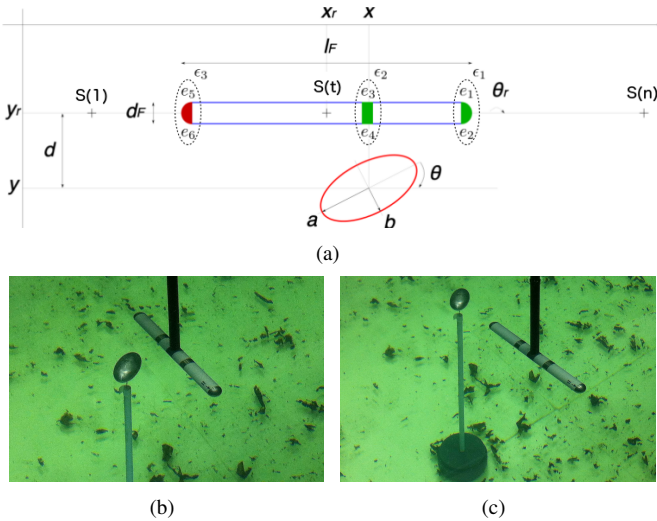 x_r x
l_F
ϵ_3 S(t) ϵ_2 ϵ_1
S(1) e_5 e_3 e_1 θ_r S(n)
y_r d_F
e_6 e_4 e_2
d
y θ
a b
(a)
(b) (c)